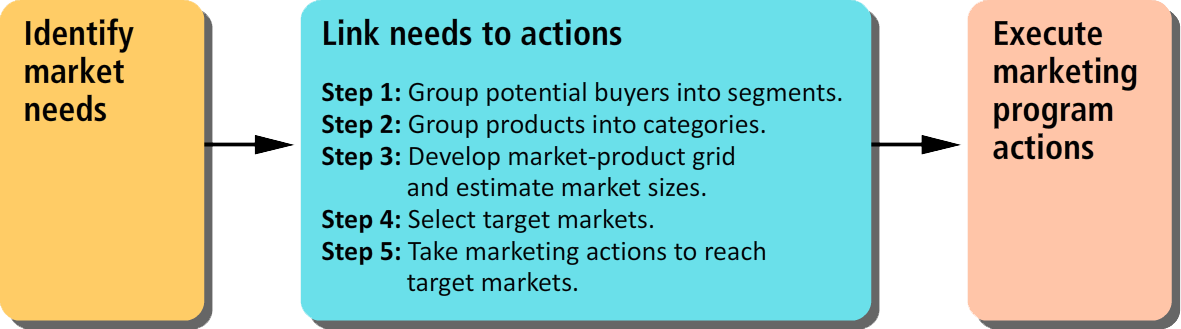 Identify
market
needs
Link needs to actions
Step 1: Group potential buyers into segments.
Step 2: Group products into categories.
Step 3: Develop market-product grid
and estimate market sizes.
Step 4: Select target markets.
Step 5: Take marketing actions to reach
target markets.
Execute
marketing
program
actions